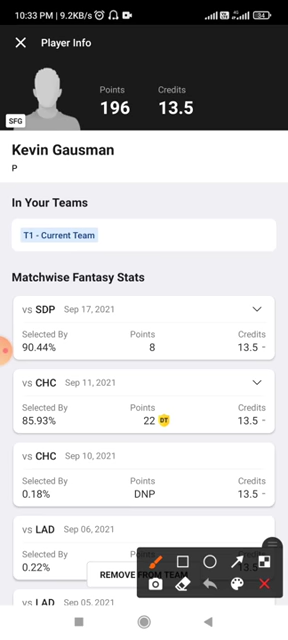 10:33 PM | 9.2KB/s
54
Player Info
Points
196
Credits
13.5
SFG
Kevin Gausman
P
In Your Teams
T1 - Current Team
Matchwise Fantasy Stats
vs SDP Sep 17, 2021
Selected By Points Credits
90.44% 8 13.5 -
vs CHC Sep 11, 2021
Selected By Points Credits
85.93% 22 DT 13.5 -
vs CHC Sep 10, 2021
Selected By Points Credits
0.18% DNP 13.5 -
vs LAD Sep 06, 2021
Selected By
0.22% 13.5
REMOVE FROM TEAM
vs LAD Sep 05, 2021